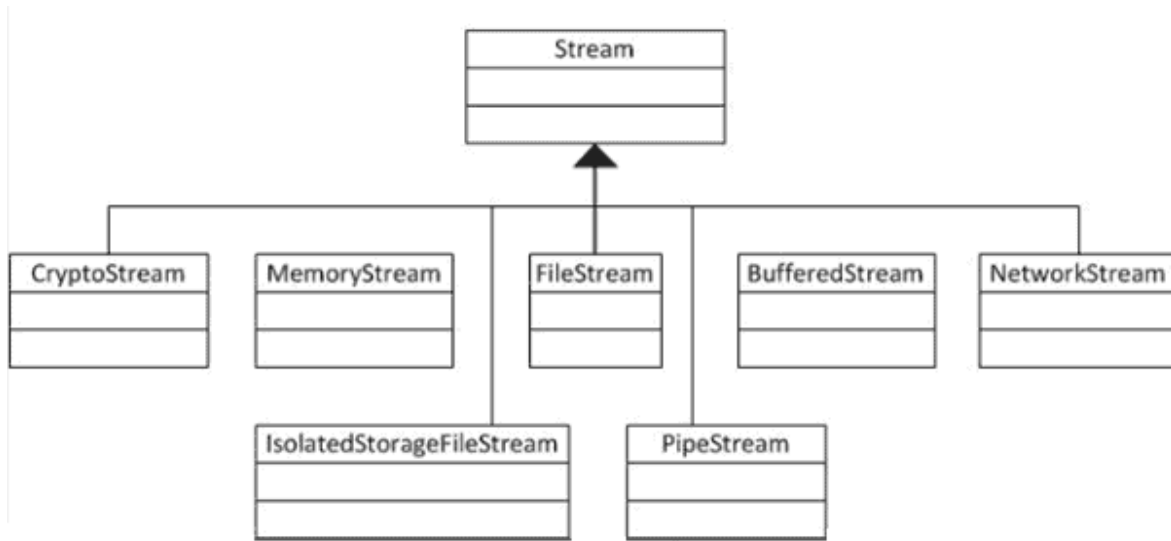 Stream
CryptoStream
MemoryStream
FileStream
BufferedStream
NetworkStream
IsolatedStorageFileStream
PipeStream